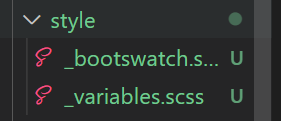 style
_bootswatch.s... U
_variables.scss U